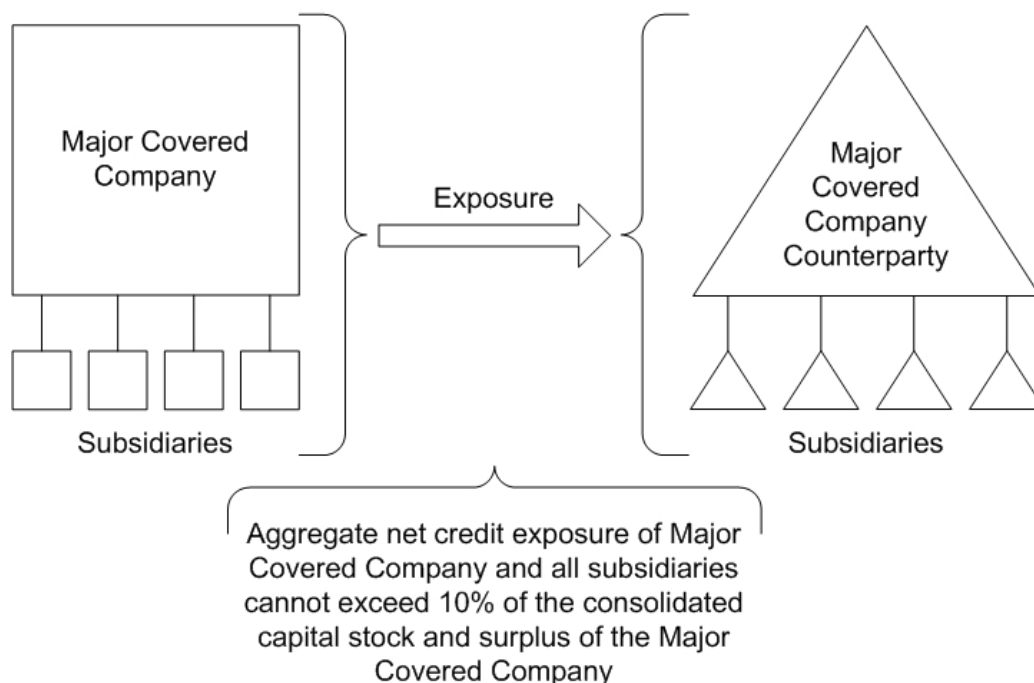 Major Covered
Company
Exposure
Major
Covered
Company
Counterparty
Subsidiaries
Subsidiaries
Aggregate net credit exposure of Major
Covered Company and all subsidiaries
cannot exceed 10% of the consolidated
capital stock and surplus of the Major
Covered Company